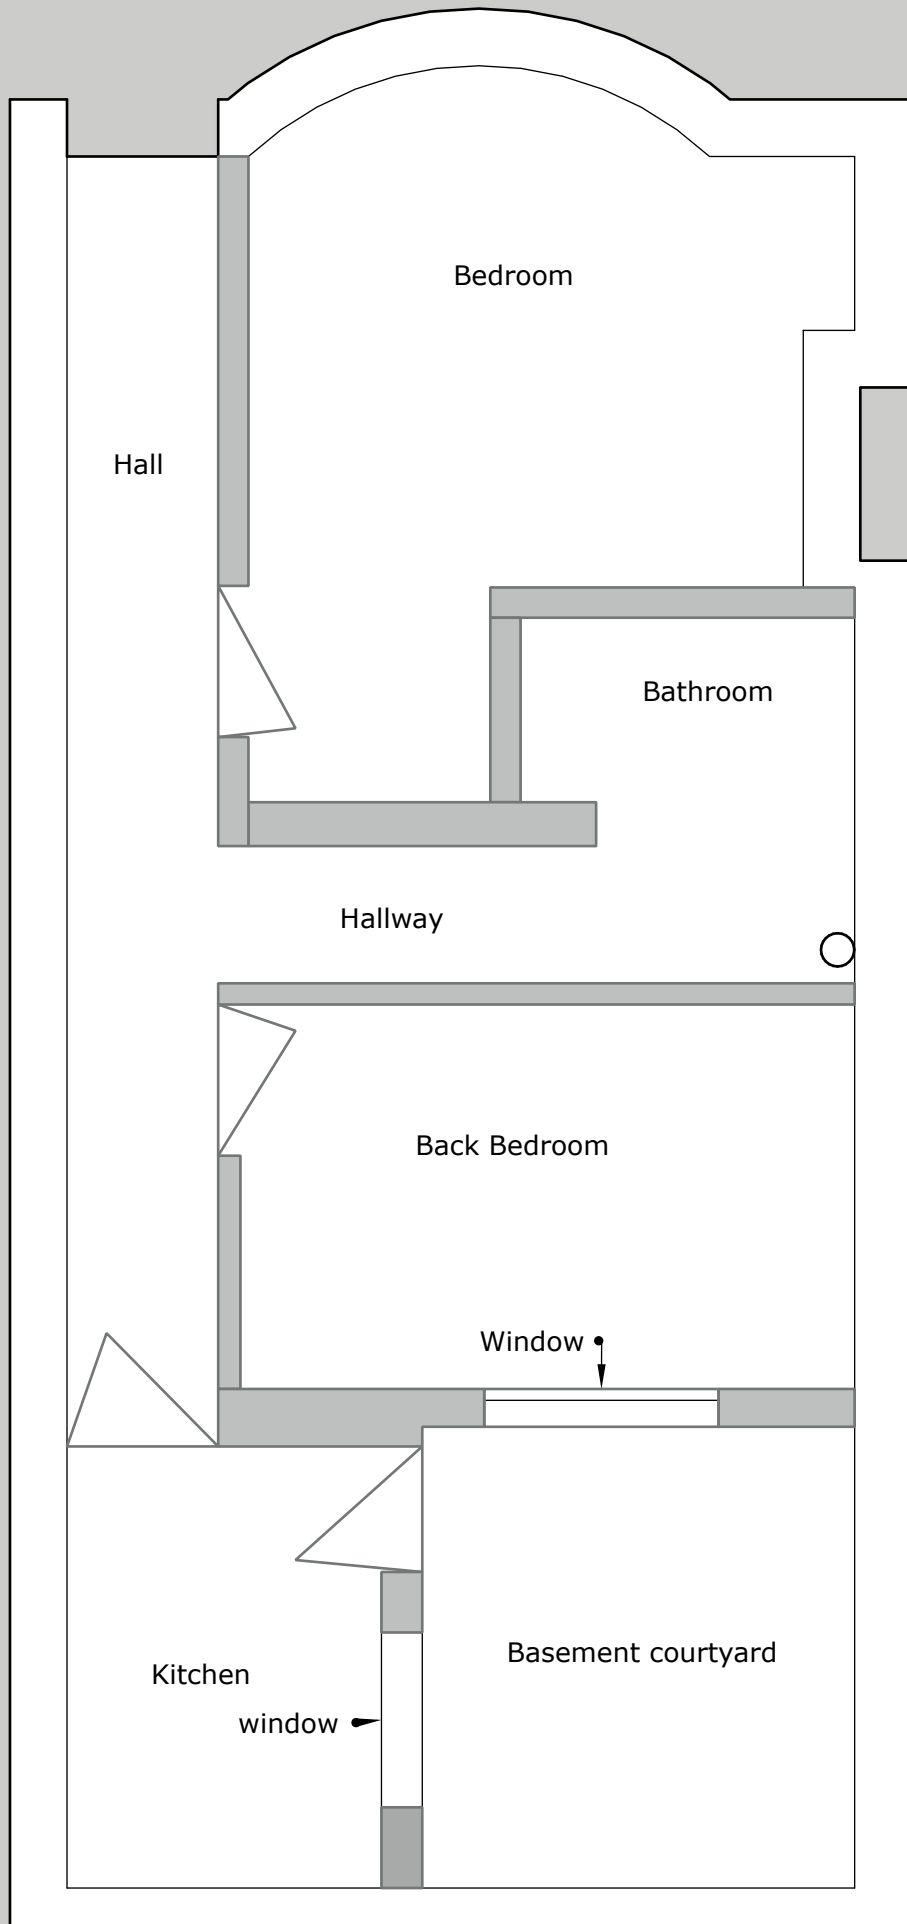 Bedroom
Hall
Bathroom
Hallway
Back Bedroom
Window
Basement courtyard
Kitchen
window